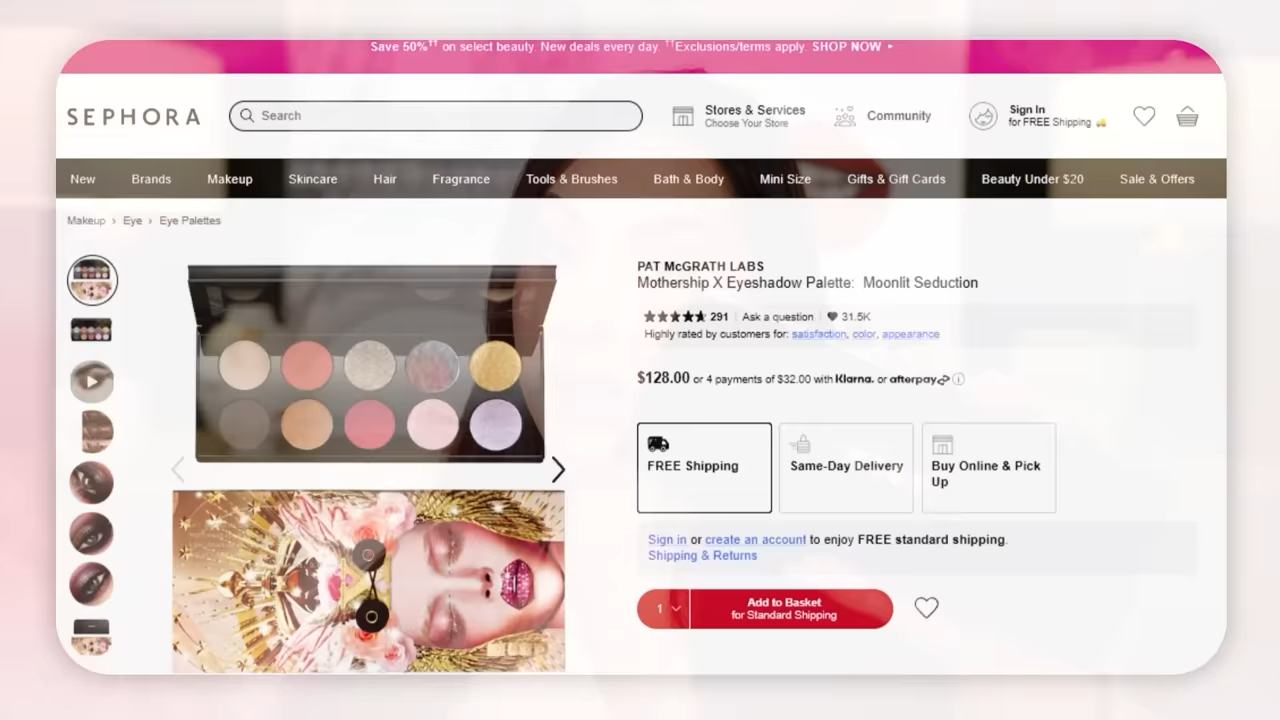 Save 50%†† on select beauty. New deals every day. ††Exclusions/terms apply. SHOP NOW ▸
SEPHORA
Search
Stores & Services
Choose Your Store
Community
Sign In
for FREE Shipping 🚚
New Brands Makeup Skincare Hair Fragrance Tools & Brushes Bath & Body Mini Size Gifts & Gift Cards Beauty Under $20 Sale & Offers
Makeup › Eye › Eye Palettes
PAT McGRATH LABS
Mothership X Eyeshadow Palette: Moonlit Seduction
291 Ask a question 31.5K
Highly rated by customers for: satisfaction, color, appearance
$128.00 or 4 payments of $32.00 with Klarna. or afterpay
FREE Shipping
Same-Day Delivery
Buy Online & Pick
Up
Sign in or create an account to enjoy FREE standard shipping.
Shipping & Returns
1
Add to Basket
for Standard Shipping